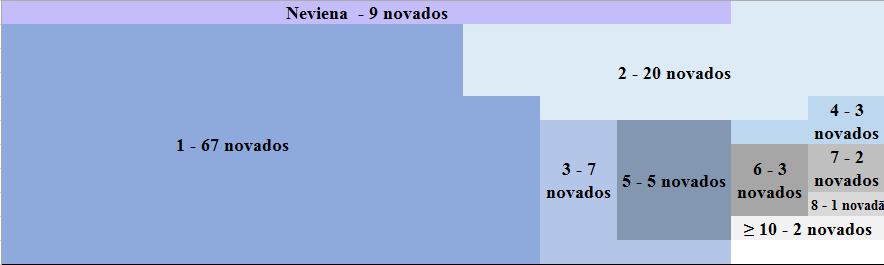 Neviena - 9 novados
2 - 20 novados
1 - 67 novados
3 - 7
novados
5 - 5 novados
4 - 3
novados
6 - 3
novados
7 - 2
novados
8 - 1 novadā
≥ 10 - 2 novados